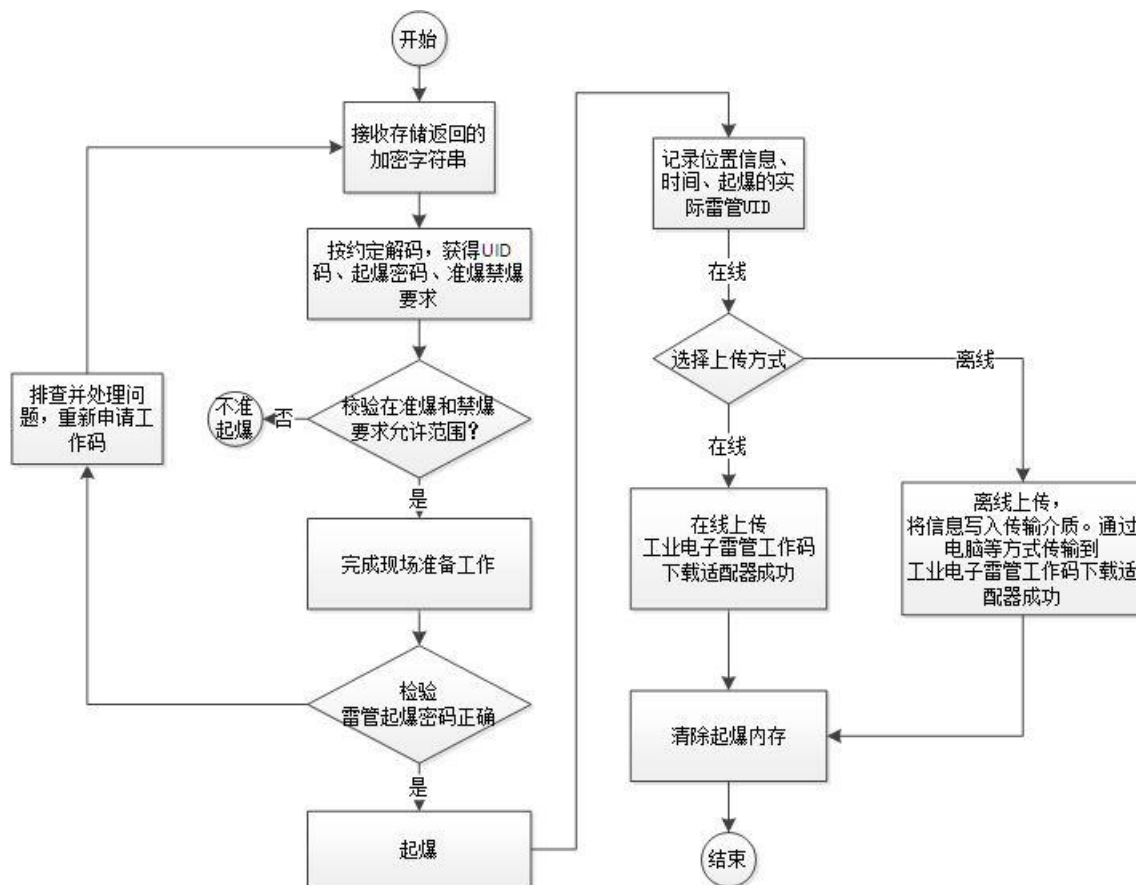 开始
接收存储返回的
加密字符串
按约定解码，获得UID
码、起爆密码、准爆禁爆
要求
校验在准爆和禁爆
要求允许范围？
否
不准
起爆
是
完成现场准备工作
检验
雷管起爆密码正确
排查并处理问
题，重新申请工
作码
是
起爆
记录位置信息、
时间、起爆的实
际雷管UID
在线
选择上传方式
离线
在线
在线上传
工业电子雷管工作码
下载适配器成功
离线上传，
将信息写入传输介质。通过
电脑等方式传输到
工业电子雷管工作码下载适
配器成功
清除起爆内存
结束